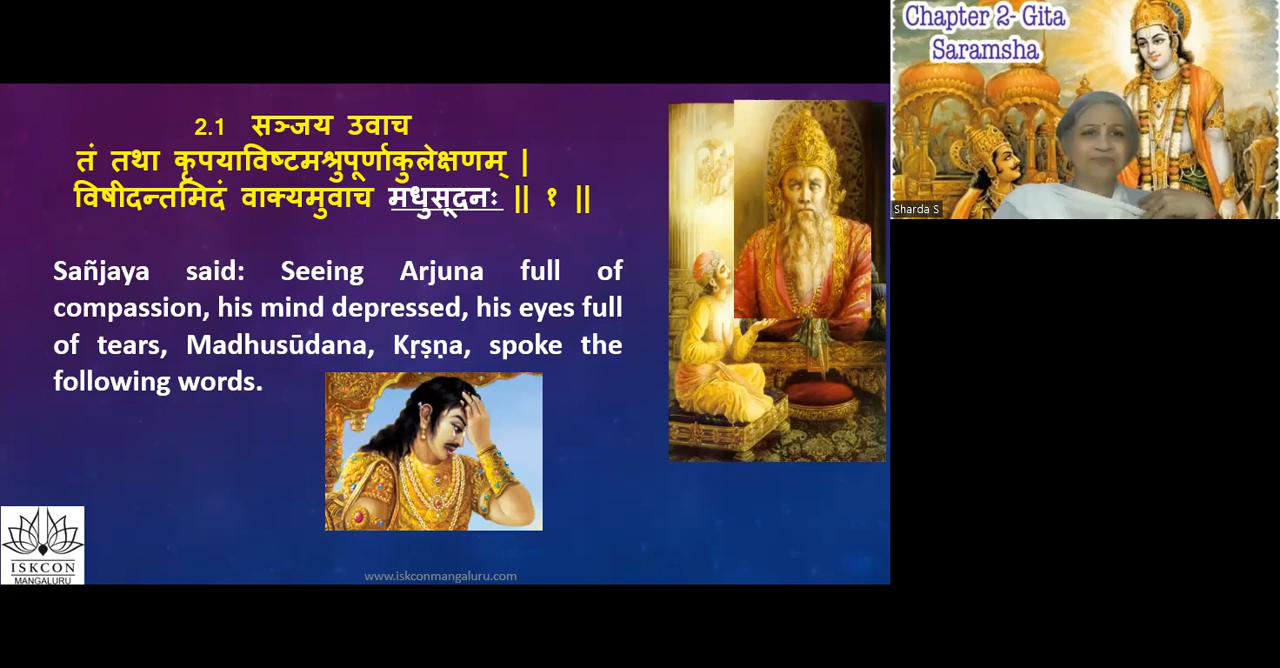 2.1 सञ्जय उवाच
तं तथा कृपयाविष्टमश्रुपूर्णाकुलेक्षणम् |
विषीदन्तमिदं वाक्यमुवाच मधुसूदनः || १ ||
Sañjaya said: Seeing Arjuna full of
compassion, his mind depressed, his eyes full
of tears, Madhusūdana, Kṛṣṇa, spoke the
following words.
ISKCON
MANGALURU
www.iskconmangaluru.com
Chapter 2- Gita
Saramsha
Sharda S